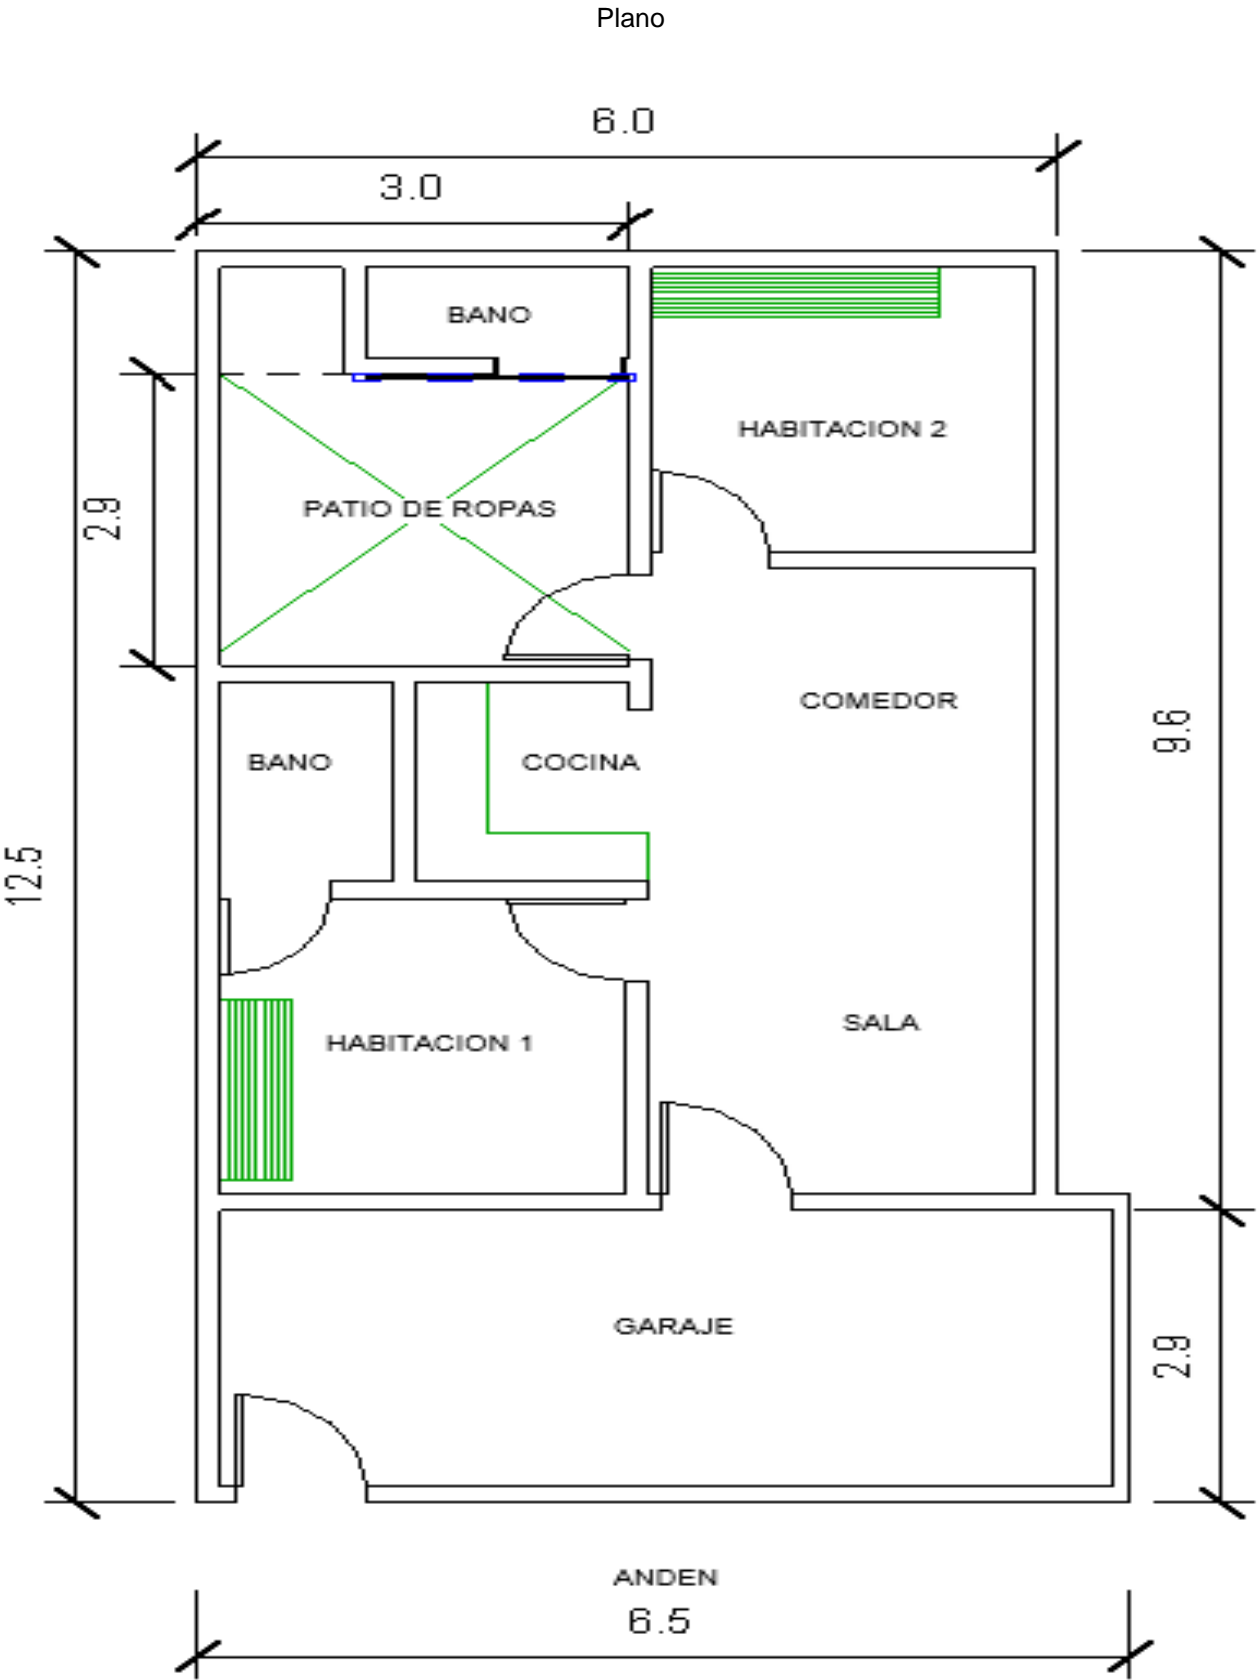 Plano
6.0
3.0
BANO
HABITACION 2
2.9
PATIO DE ROPAS
COMEDOR
9.6
BANO
COCINA
12.5
SALA
HABITACION 1
GARAJE
2.9
ANDEN
6.5